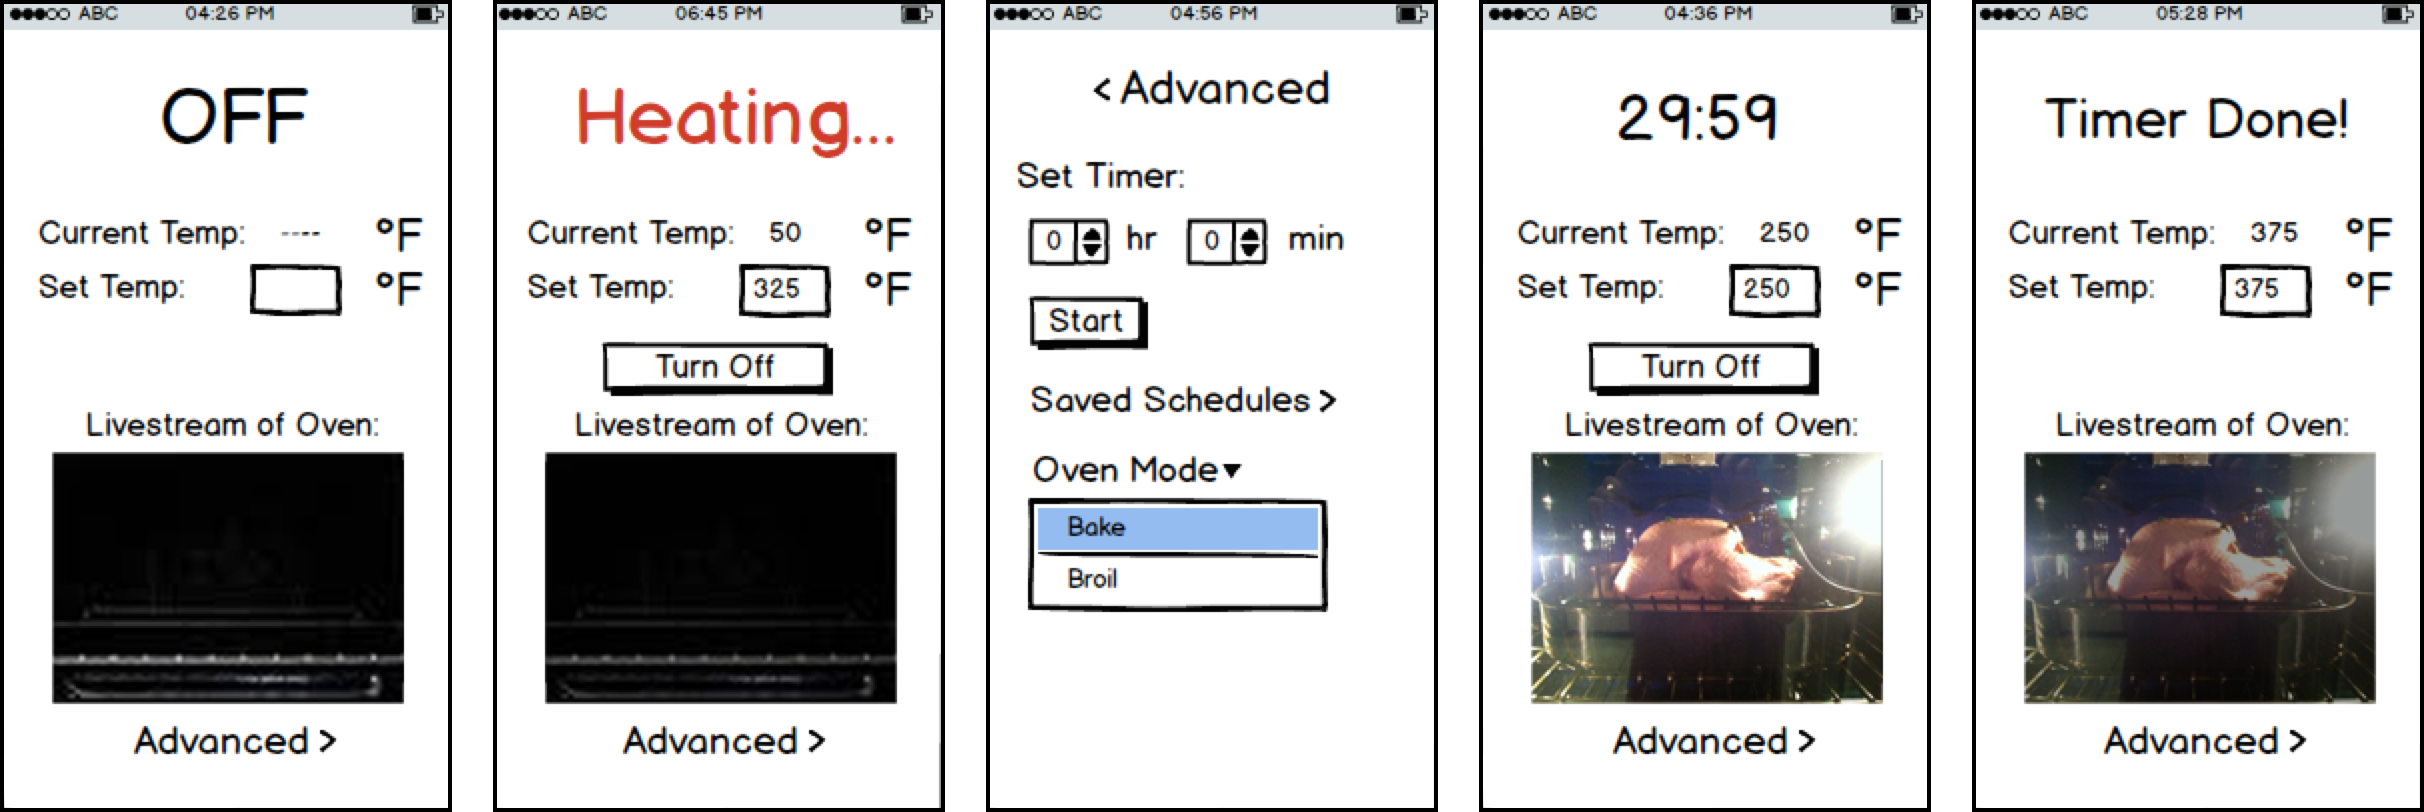 ABC 04:26 PM
OFF
Current Temp: ---- °F
Set Temp: °F
Livestream of Oven:
Advanced >
ABC 06:45 PM
Heating...
Current Temp: 50 °F
Set Temp: 325 °F
Turn Off
Livestream of Oven:
Advanced >
ABC 04:56 PM
< Advanced
Set Timer:
0 hr 0 min
Start
Saved Schedules >
Oven Mode▼
Bake
Broil
ABC 04:36 PM
29:59
Current Temp: 250 °F
Set Temp: 250 °F
Turn Off
Livestream of Oven:
Advanced >
ABC 05:28 PM
Timer Done!
Current Temp: 375 °F
Set Temp: 375 °F
Livestream of Oven:
Advanced >